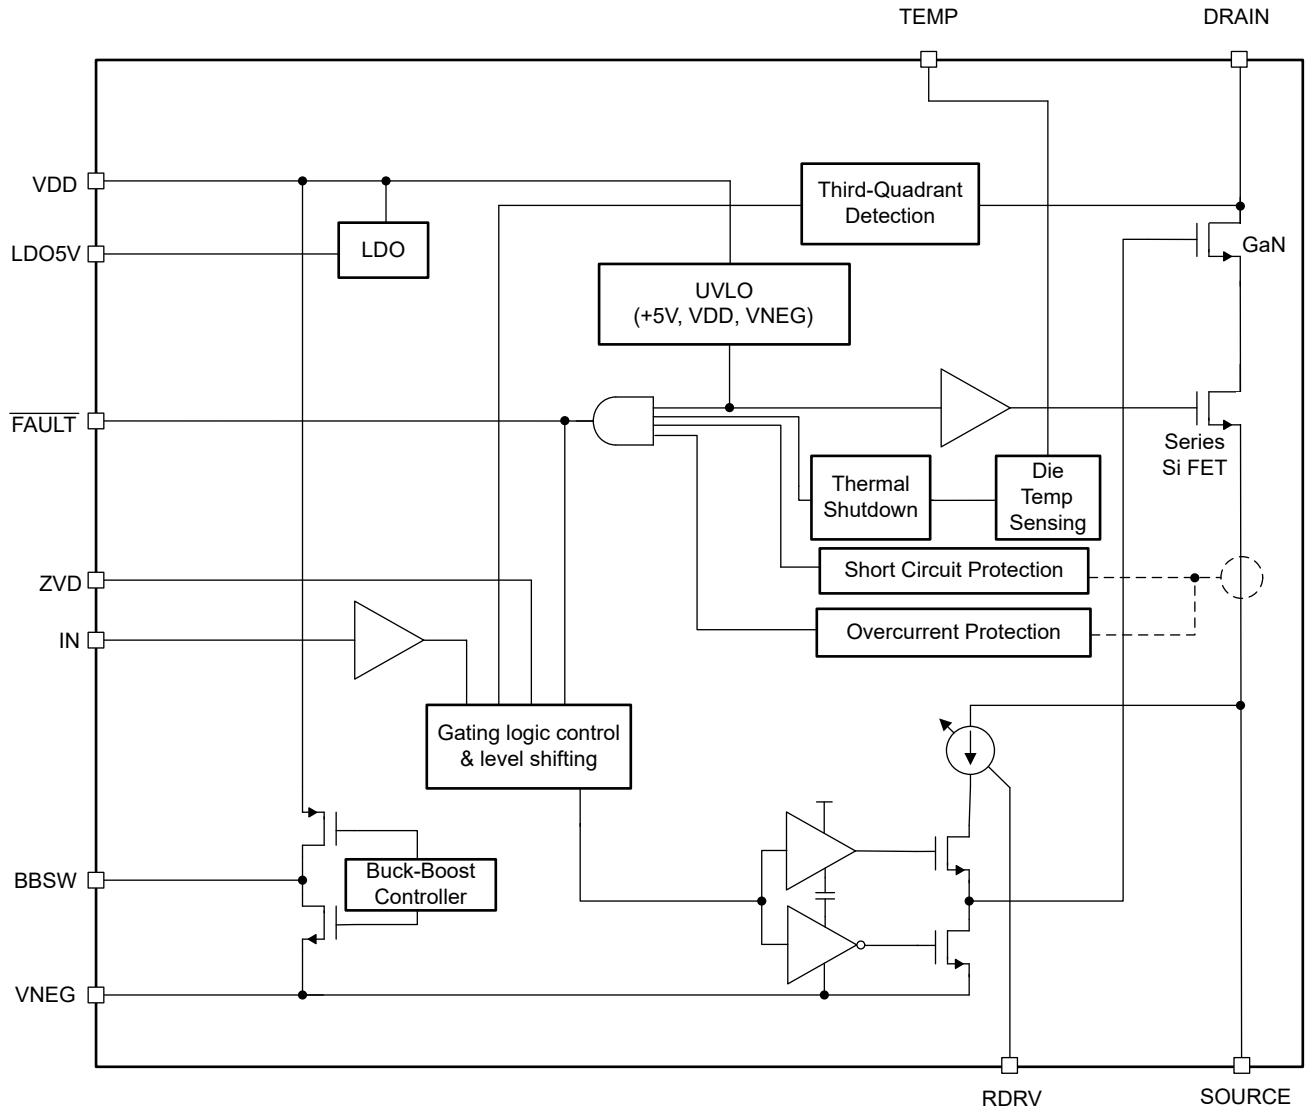 TEMP
DRAIN
VDD
LDO5V
LDO
Third-Quadrant
Detection
GaN
UVLO
(+5V, VDD, VNEG)
FAULT
Series
Si FET
Thermal
Shutdown
Die
Temp
Sensing
Short Circuit Protection
ZVD
IN
Overcurrent Protection
Gating logic control
& level shifting
BBSW
Buck-Boost
Controller
VNEG
RDRV
SOURCE